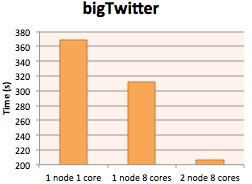 bigTwitter
380
360
340
320
300
280
260
240
220
200
Time (s)
1 node 1 core
1 node 8 cores
2 node 8 cores